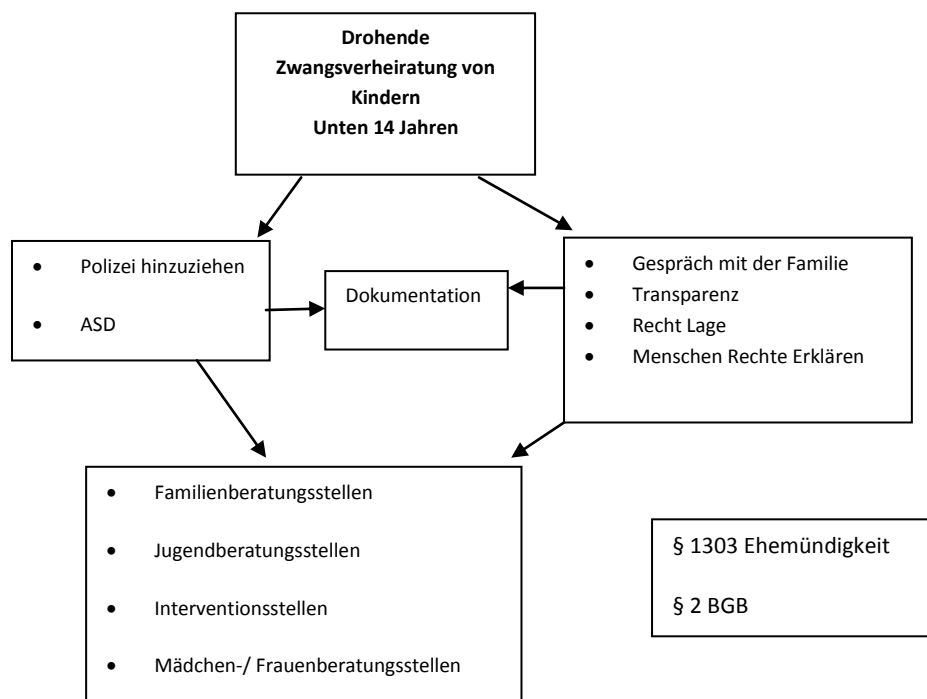 Drohende
Zwangsverheiratung von
Kindern
Unten 14 Jahren
• Polizei hinzuziehen
• ASD
Dokumentation
• Gespräch mit der Familie
• Transparenz
• Recht Lage
• Menschen Rechte Erklären
• Familienberatungsstellen
• Jugendberatungsstellen
• Interventionsstellen
• Mädchen-/ Frauenberatungsstellen
§ 1303 Ehemündigkeit
§ 2 BGB